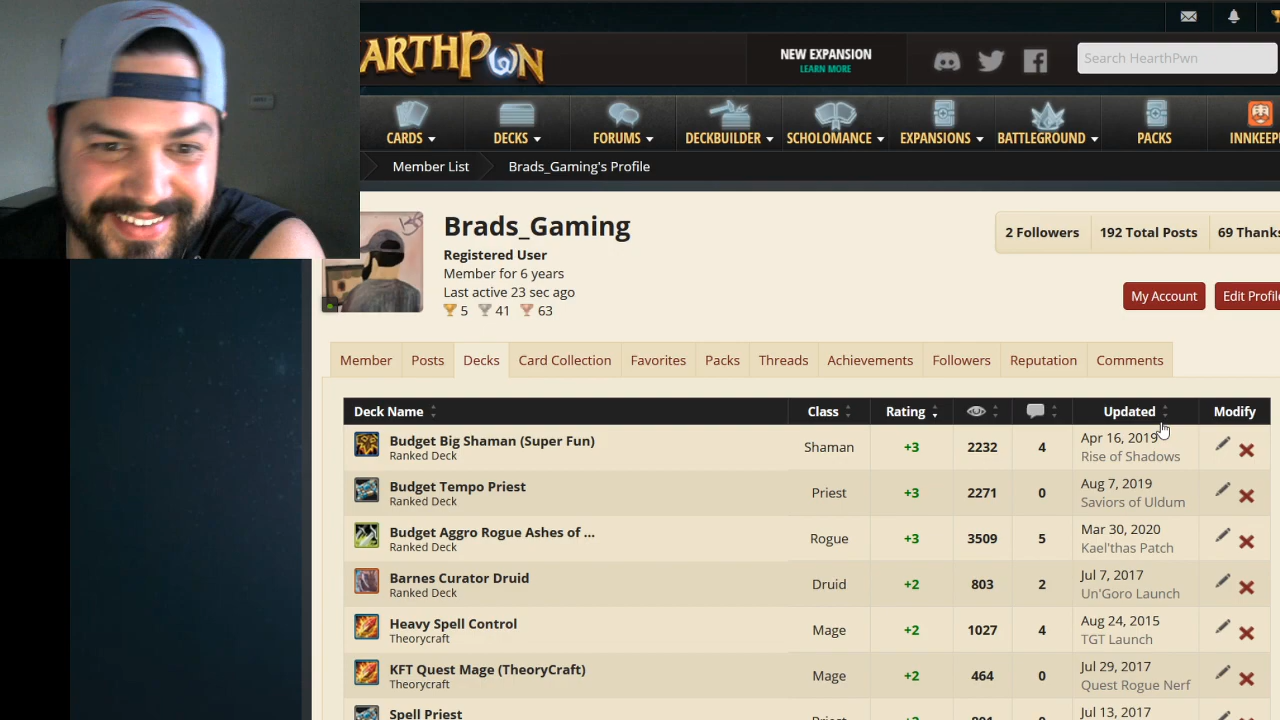 EARTHPWN
NEW EXPANSION
LEARN MORE
Search HearthPwn
CARDS
DECKS
FORUMS
DECKBUILDER
SCHOLOMANCE
EXPANSIONS
BATTLEGROUND
PACKS
INNKEEP
Member List
Brads_Gaming's Profile
Brads_Gaming
Registered User
Member for 6 years
Last active 23 sec ago
5 41 63
2 Followers 192 Total Posts 69 Thanks
My Account Edit Profile
Member Posts Decks Card Collection Favorites Packs Threads Achievements Followers Reputation Comments
Deck Name Class Rating Updated Modify
Budget Big Shaman (Super Fun) Shaman +3 2232 4 Apr 16, 2019
Ranked Deck Rise of Shadows
Budget Tempo Priest Priest +3 2271 0 Aug 7, 2019
Ranked Deck Saviors of Uldum
Budget Aggro Rogue Ashes of ... Rogue +3 3509 5 Mar 30, 2020
Ranked Deck Kael'thas Patch
Barnes Curator Druid Druid +2 803 2 Jul 7, 2017
Ranked Deck Un'Goro Launch
Heavy Spell Control Mage +2 1027 4 Aug 24, 2015
Theorycraft TGT Launch
KFT Quest Mage (TheoryCraft) Mage +2 464 0 Jul 29, 2017
Theorycraft Quest Rogue Nerf
Spell Priest Jul 13, 2017